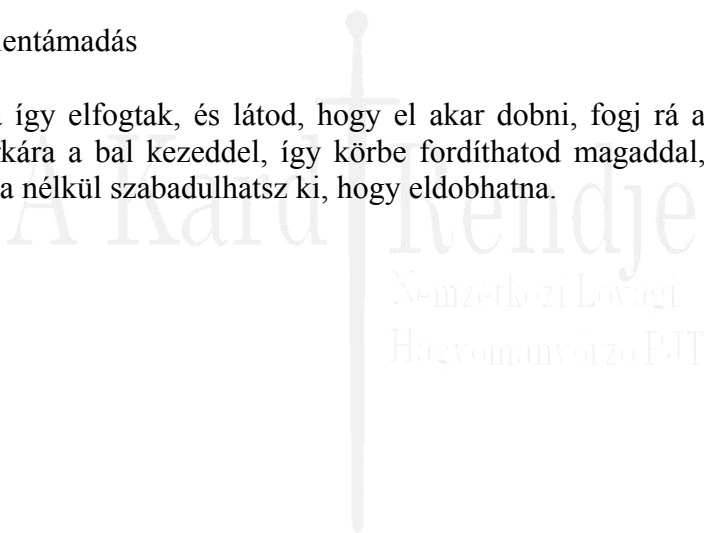 lentámadás
így elfogtak, és látod, hogy el akar dobni, fogj rá a
kára a bal kezeddel, így körbe fordíthatod magaddal,
a nélkül szabadulhatsz ki, hogy eldobhatna.
A Kard Rendje
Nemzetközi Lovagi
Hagyományőrző PJT